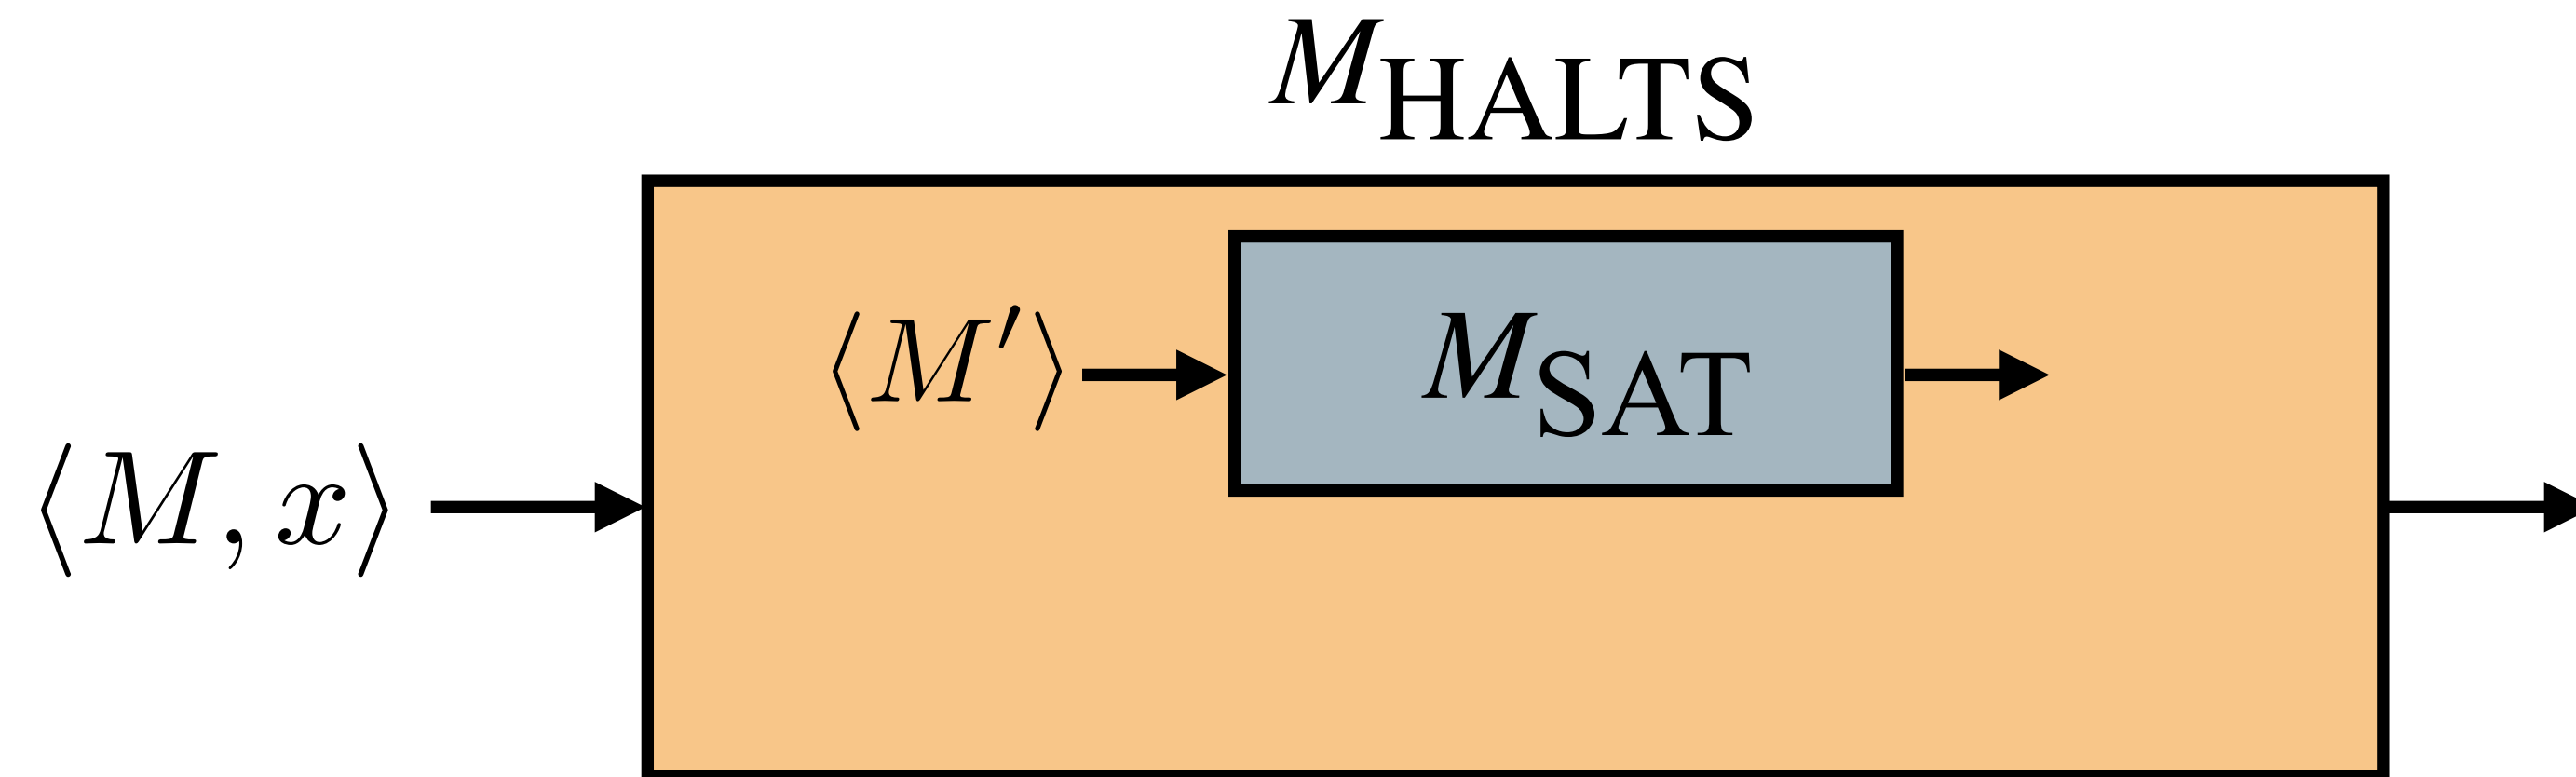 M_HALTS
⟨M′⟩
M_SAT
⟨M, x⟩